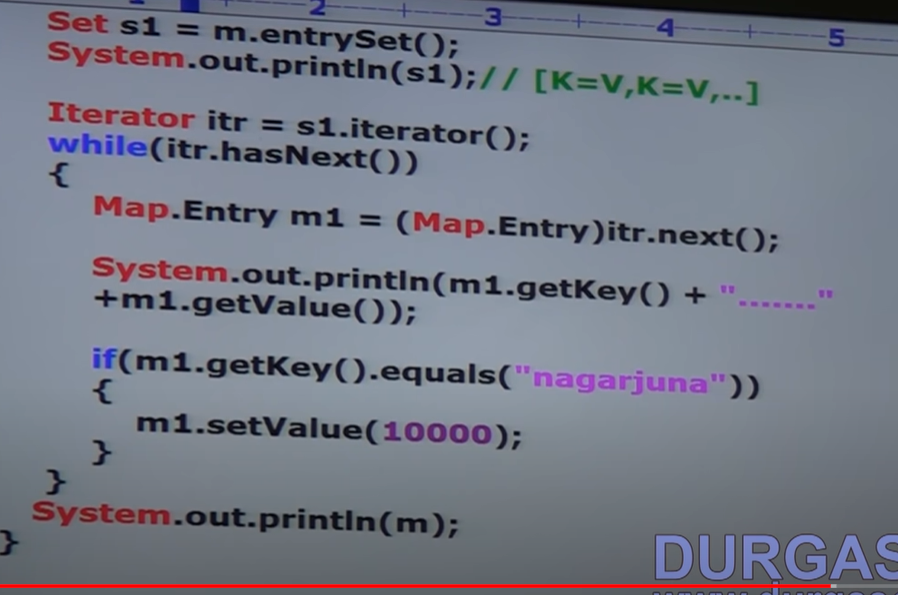 2 3 4 5
Set s1 = m.entrySet();
System.out.println(s1);// [K=V,K=V,..]
Iterator itr = s1.iterator();
while(itr.hasNext())
{
Map.Entry m1 = (Map.Entry)itr.next();
System.out.println(m1.getKey() + "......."
+m1.getValue());
if(m1.getKey().equals("nagarjuna"))
{
m1.setValue(10000);
}
}
System.out.println(m);
}
DURGAS